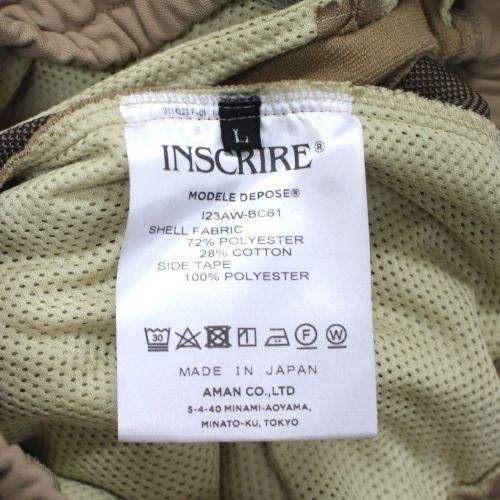 L
INSCRIRE®
MODELE DEPOSE®
I23AW-BC61
SHELL FABRIC
72% POLYESTER
28% COTTON
SIDE TAPE
100% POLYESTER
30 F W
MADE IN JAPAN
AMAN CO.,LTD
5-4-40 MINAMI-AOYAMA,
MINATO-KU, TOKYO